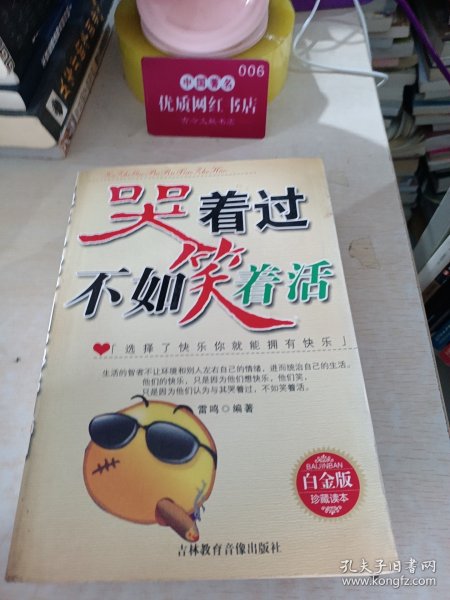 006
中国著名
优质网红书店
哭着过
不如笑着活
「选择了快乐你就能拥有快乐」
生活的智者不让环境和别人左右自己的情绪，进而统治自己的生活。
他们的快乐，只是因为他们想快乐，他们笑，
只是因为他们认为与其哭着过，不如笑着活。
雷鸣◎编著
BAIJINBAN
白金版
珍藏读本
吉林教育音像出版社
孔夫子旧书网
www.kongfz.com